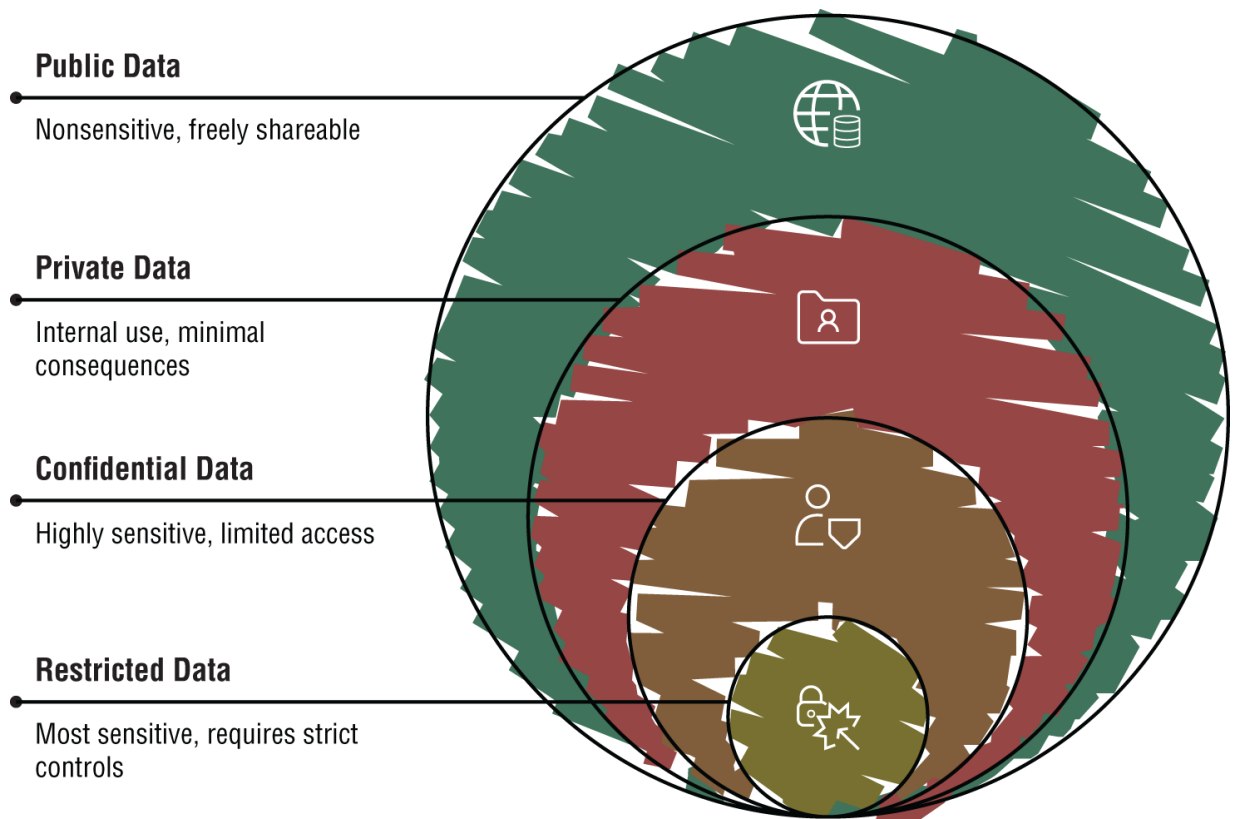 Public Data
Nonsensitive, freely shareable
Private Data
Internal use, minimal
consequences
Confidential Data
Highly sensitive, limited access
Restricted Data
Most sensitive, requires strict
controls